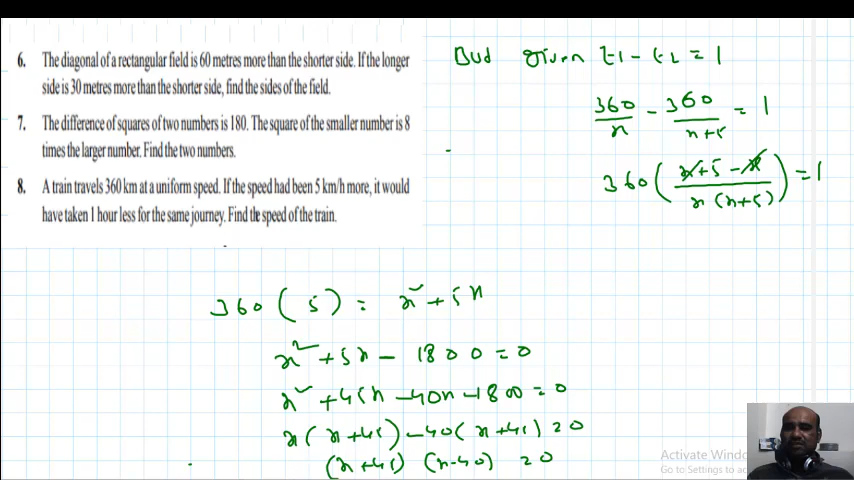 6. The diagonal of a rectangular field is 60 metres more than the shorter side. If the longer
side is 30 metres more than the shorter side, find the sides of the field.
7. The difference of squares of two numbers is 180. The square of the smaller number is 8
times the larger number. Find the two numbers.
8. A train travels 360 km at a uniform speed. If the speed had been 5 km/h more, it would
have taken 1 hour less for the same journey. Find the speed of the train.
But given t1 - t2 = 1
360/x - 360/x+5 = 1
360 ( x+5 - x / x (x+5) ) = 1
360 ( 5 ) = x² + 5x
x² + 5x - 1800 = 0
x² + 45x - 40x - 1800 = 0
x ( x + 45 ) - 40 ( x + 45 ) = 0
(x + 45) (x - 40) = 0
Activate Windo
Go to Settings to a